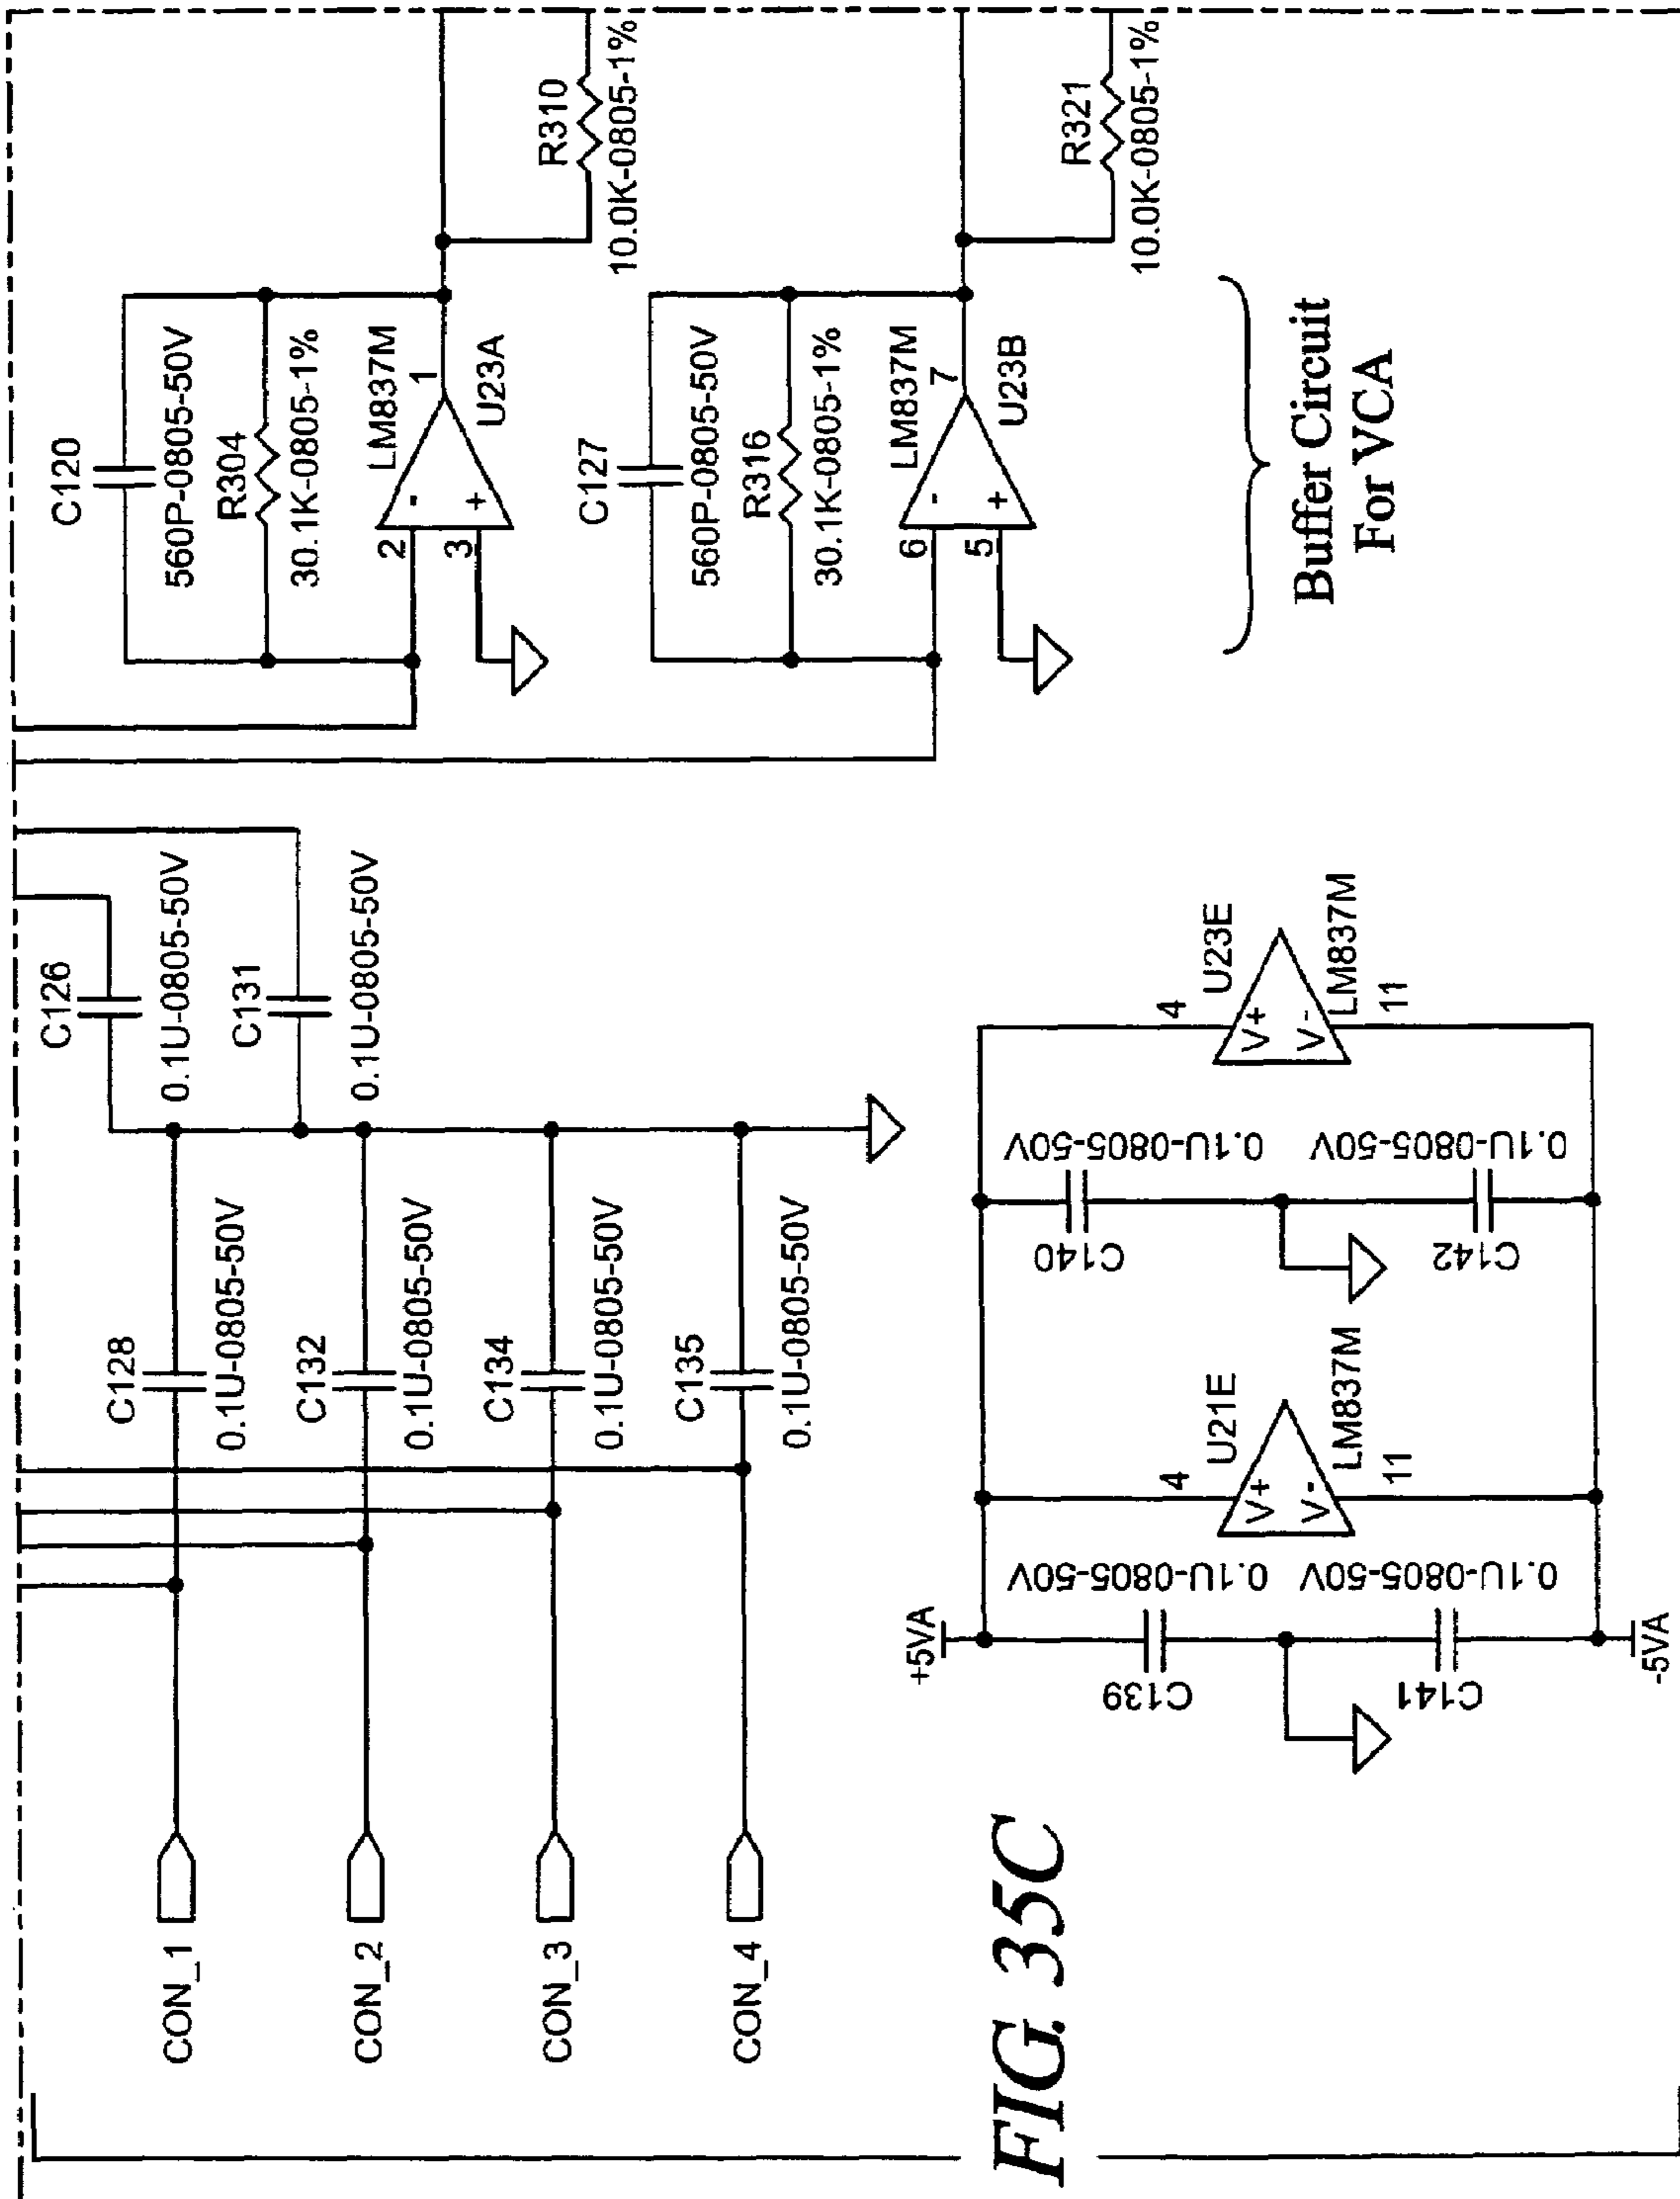 C120
560P-0805-50V
R304
30.1K-0805-1%
LM837M
2
3
-
+
1
U23A
R310
10.0K-0805-1%
C127
560P-0805-50V
R316
30.1K-0805-1%
LM837M
6
5
-
+
7
U23B
R321
10.0K-0805-1%
Buffer Circuit
For VCA
C126
0.1U-0805-50V
C131
0.1U-0805-50V
CON_1
C128
0.1U-0805-50V
CON_2
C132
0.1U-0805-50V
CON_3
C134
0.1U-0805-50V
CON_4
C135
0.1U-0805-50V
+5VA
C139
0.1U-0805-50V
C141
0.1U-0805-50V
-5VA
4
U21E
V+
V-
LM837M
11
C140
0.1U-0805-50V
C142
0.1U-0805-50V
4
U23E
V+
V-
LM837M
11
FIG. 35C